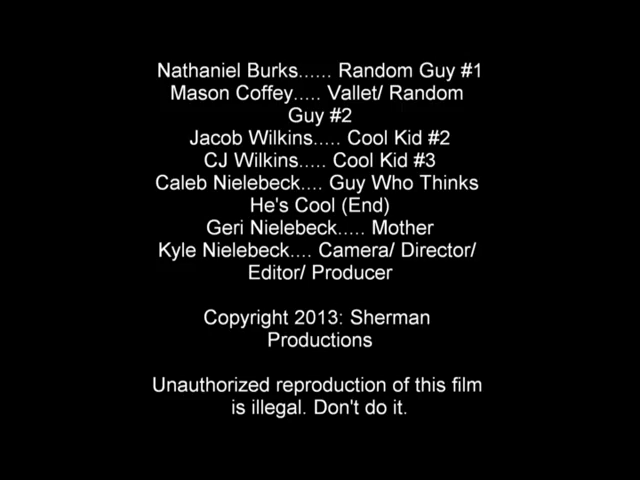 Nathaniel Burks...... Random Guy #1
Mason Coffey..... Vallet/ Random
Guy #2
Jacob Wilkins..... Cool Kid #2
CJ Wilkins..... Cool Kid #3
Caleb Nielebeck.... Guy Who Thinks
He's Cool (End)
Geri Nielebeck..... Mother
Kyle Nielebeck.... Camera/ Director/
Editor/ Producer
Copyright 2013: Sherman
Productions
Unauthorized reproduction of this film
is illegal. Don't do it.